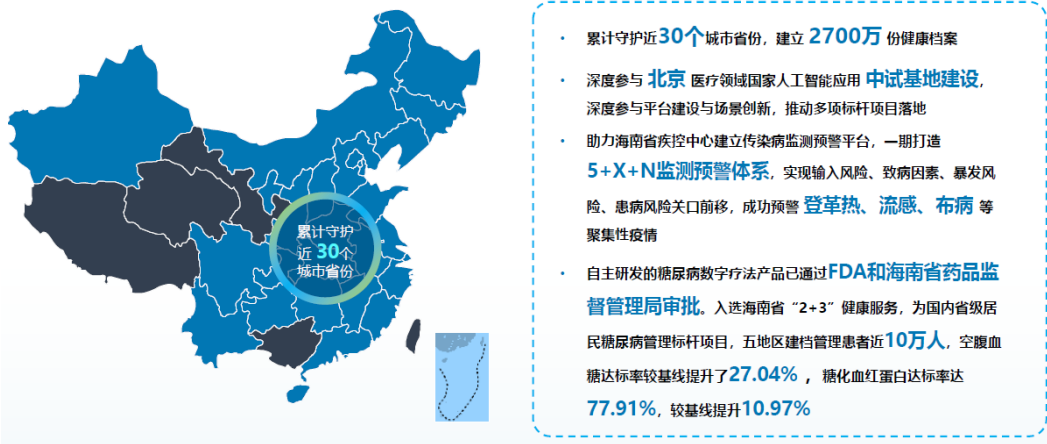 累计守护
近 30个
城市省份
• 累计守护近30个城市省份，建立 2700万 份健康档案
• 深度参与 北京 医疗领域国家人工智能应用 中试基地建设，
深度参与平台建设与场景创新，推动多项标杆项目落地
• 助力海南省疾控中心建立传染病监测预警平台，一期打造
5+X+N监测预警体系，实现输入风险、致病因素、暴发风
险、患病风险关口前移，成功预警 登革热、流感、布病 等
聚集性疫情
• 自主研发的糖尿病数字疗法产品已通过FDA和海南省药品监
督管理局审批。入选海南省“2+3”健康服务，为国内省级居
民糖尿病管理标杆项目，五地区建档管理患者近10万人，空腹血
糖达标率较基线提升了27.04% ，糖化血红蛋白达标率达
77.91%，较基线提升10.97%